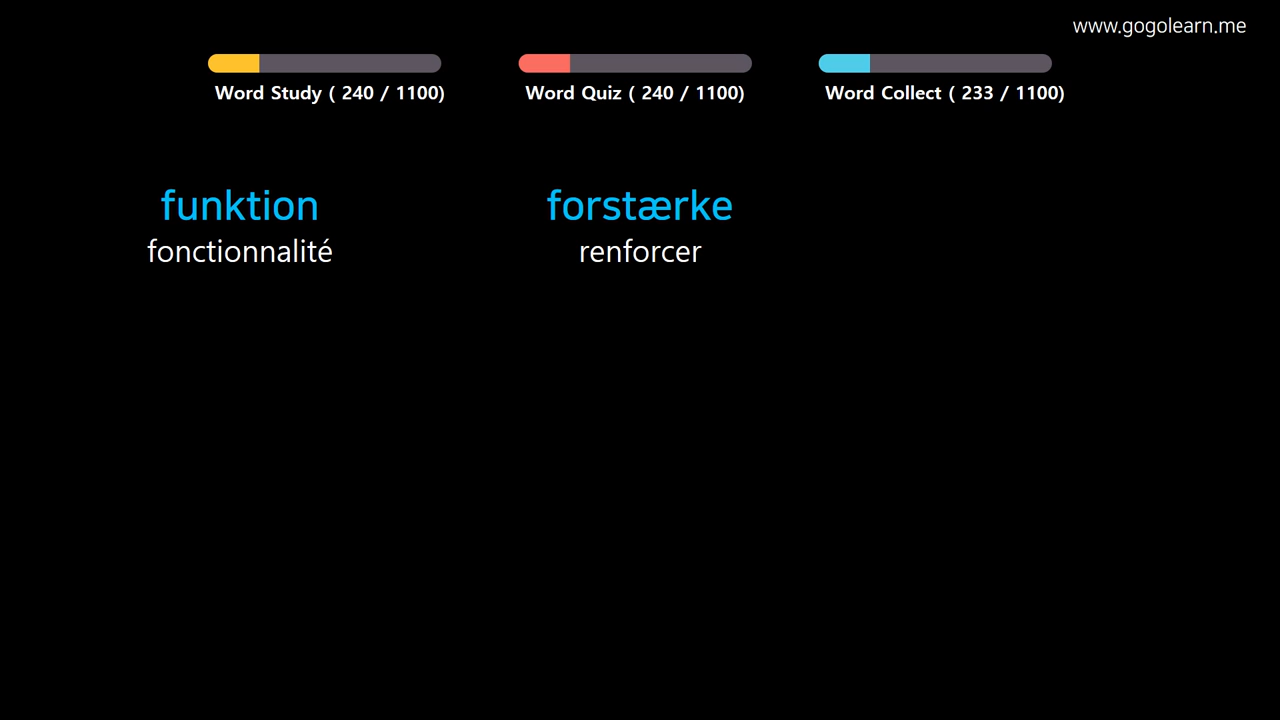 www.gogolearn.me
Word Study ( 240 / 1100)
Word Quiz ( 240 / 1100)
Word Collect ( 233 / 1100)
funktion
fonctionnalité
forstærke
renforcer